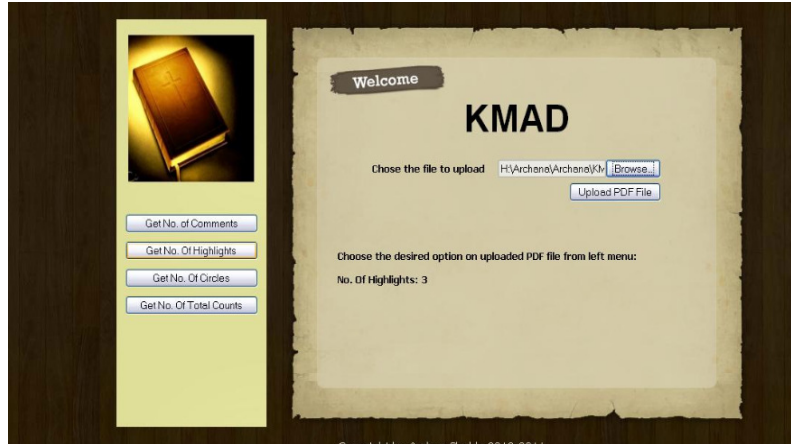 Welcome
KMAD
Chose the file to upload H:\Archana\Archana\KM Browse...
Upload PDF File
Get No. of Comments
Get No. Of Highlights
Get No. Of Circles
Get No. Of Total Counts
Choose the desired option on uploaded PDF file from left menu:
No. Of Highlights: 3